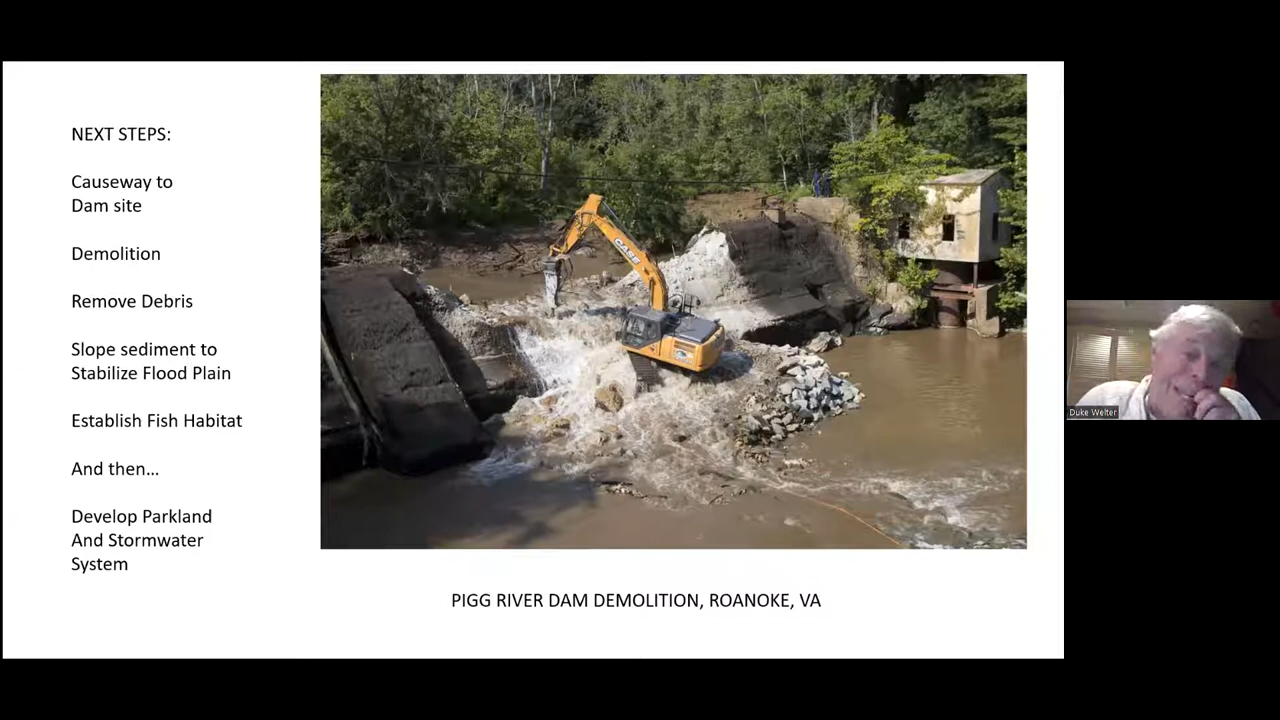 NEXT STEPS:
Causeway to
Dam site
Demolition
Remove Debris
Slope sediment to
Stabilize Flood Plain
Establish Fish Habitat
And then...
Develop Parkland
And Stormwater
System
CASE
PIGG RIVER DAM DEMOLITION, ROANOKE, VA
Duke Welter